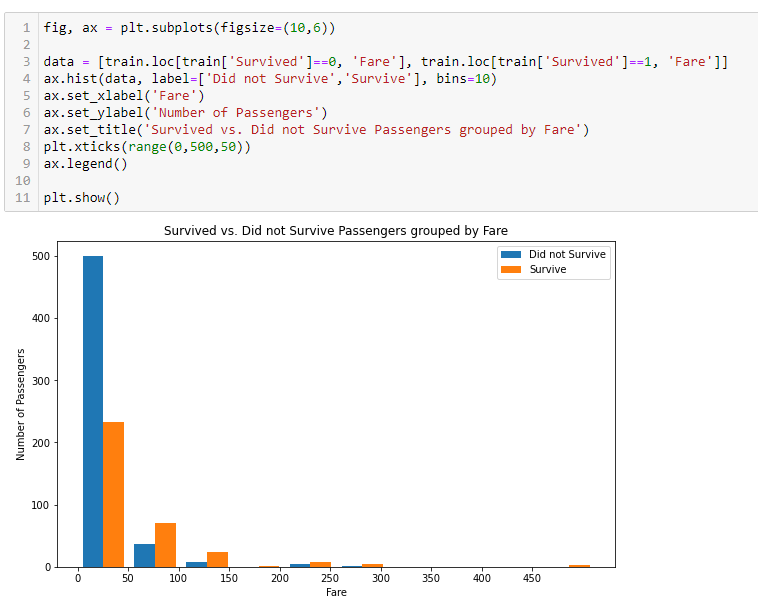 1 fig, ax = plt.subplots(figsize=(10,6))
2
3 data = [train.loc[train['Survived']==0, 'Fare'], train.loc[train['Survived']==1, 'Fare']]
4 ax.hist(data, label=['Did not Survive','Survive'], bins=10)
5 ax.set_xlabel('Fare')
6 ax.set_ylabel('Number of Passengers')
7 ax.set_title('Survived vs. Did not Survive Passengers grouped by Fare')
8 plt.xticks(range(0,500,50))
9 ax.legend()
10
11 plt.show()
Survived vs. Did not Survive Passengers grouped by Fare
Did not Survive
Survive
500
400
300
200
100
0
Number of Passengers
0 50 100 150 200 250 300 350 400 450
Fare